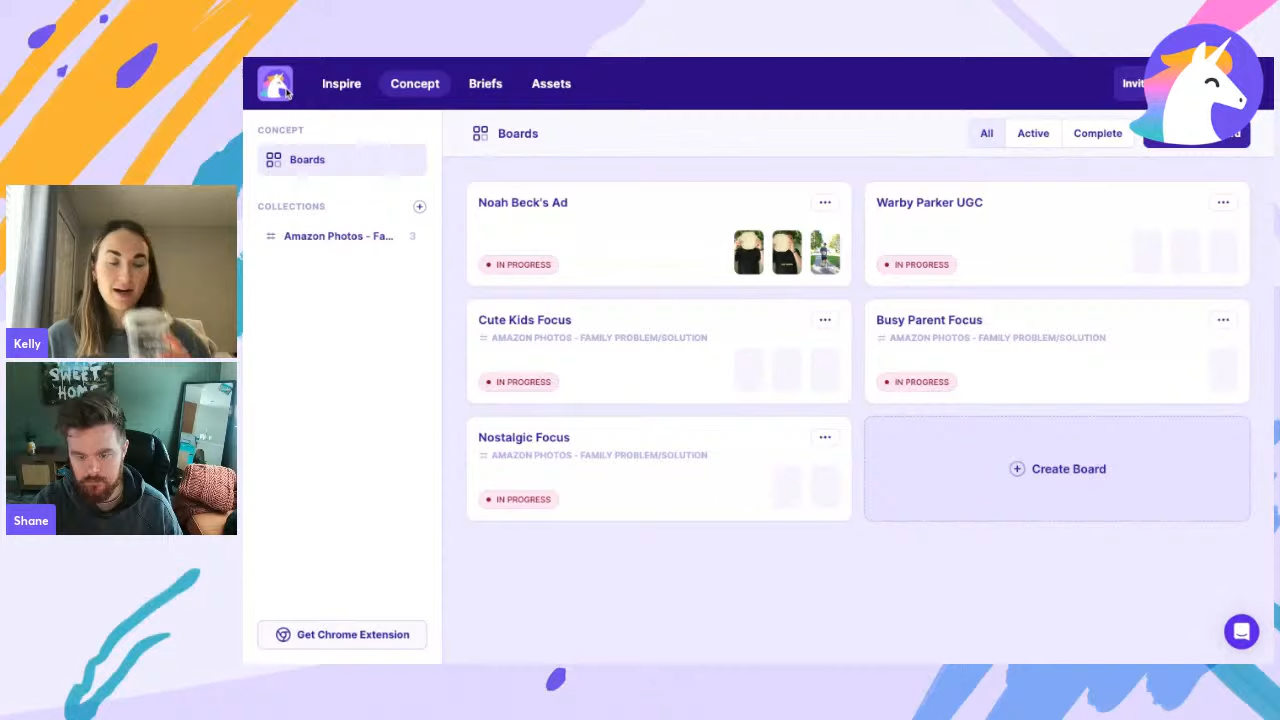 Inspire
Concept
Briefs
Assets
CONCEPT
Boards
COLLECTIONS
Amazon Photos - Fa...
3
Get Chrome Extension
Boards
All
Active
Complete
Noah Beck's Ad
IN PROGRESS
Warby Parker UGC
IN PROGRESS
Cute Kids Focus
AMAZON PHOTOS - FAMILY PROBLEM/SOLUTION
IN PROGRESS
Busy Parent Focus
AMAZON PHOTOS - FAMILY PROBLEM/SOLUTION
IN PROGRESS
Nostalgic Focus
AMAZON PHOTOS - FAMILY PROBLEM/SOLUTION
IN PROGRESS
Create Board
Kelly
SWEET
HOME
Shane